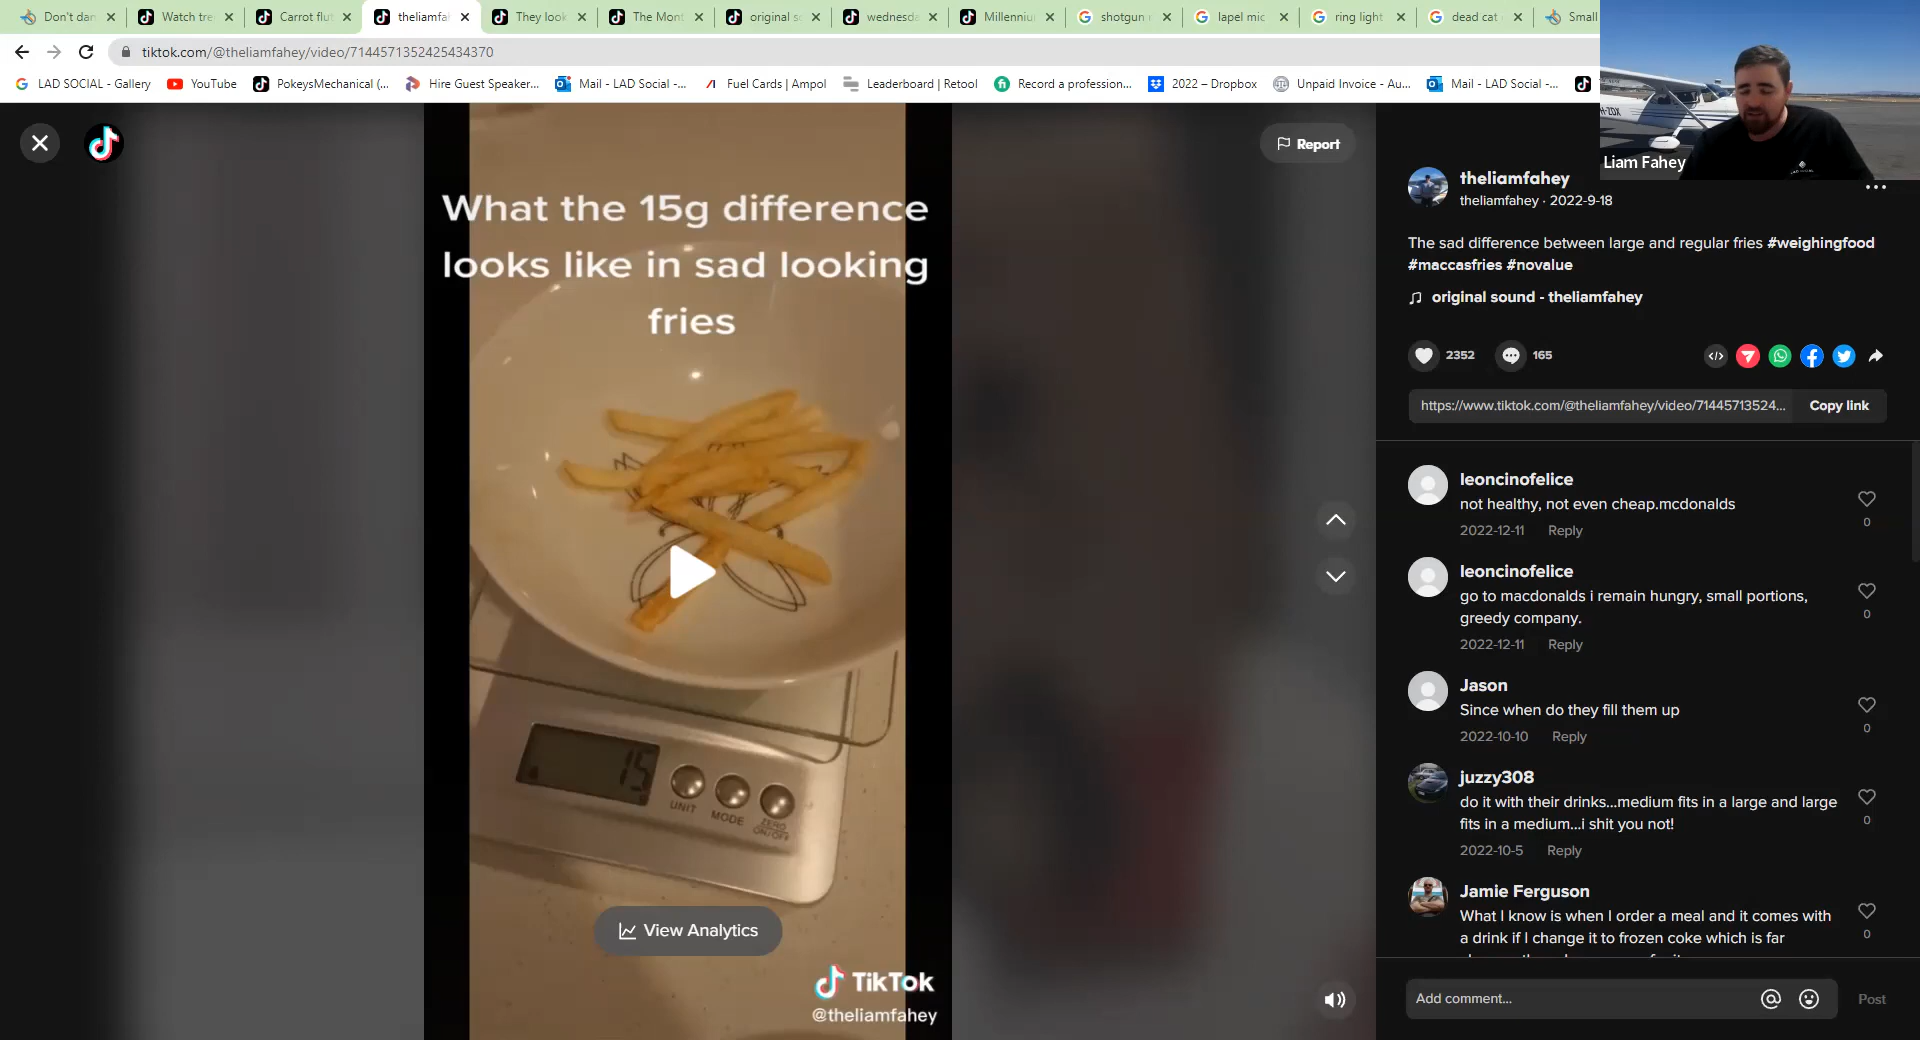 Don't dan
Watch tre
Carrot flu
theliamfa
They look
The Mont
original s
wednesda
Millenniu
shotgun
lapel mic
ring light
dead cat
Small
tiktok.com/@theliamfahey/video/7144571352425434370
LAD SOCIAL - Gallery
YouTube
PokeysMechanical (...
Hire Guest Speaker...
Mail - LAD Social -...
Fuel Cards | Ampol
Leaderboard | Retool
Record a profession...
2022 – Dropbox
Unpaid Invoice - Au...
Mail - LAD Social -...
Liam Fahey
Report
What the 15g difference
looks like in sad looking
fries
15
UNIT
MODE
ZERO
ON/OFF
View Analytics
TikTok
@theliamfahey
theliamfahey
theliamfahey · 2022-9-18
The sad difference between large and regular fries #weighingfood
#maccasfries #novalue
original sound - theliamfahey
2352
165
https://www.tiktok.com/@theliamfahey/video/71445713524...
Copy link
leoncinofelice
not healthy, not even cheap.mcdonalds
0
2022-12-11 Reply
leoncinofelice
go to macdonalds i remain hungry, small portions,
greedy company.
0
2022-12-11 Reply
Jason
Since when do they fill them up
0
2022-10-10 Reply
juzzy308
do it with their drinks...medium fits in a large and large
fits in a medium...i shit you not!
0
2022-10-5 Reply
Jamie Ferguson
What I know is when I order a meal and it comes with
a drink if I change it to frozen coke which is far
0
Add comment...
Post